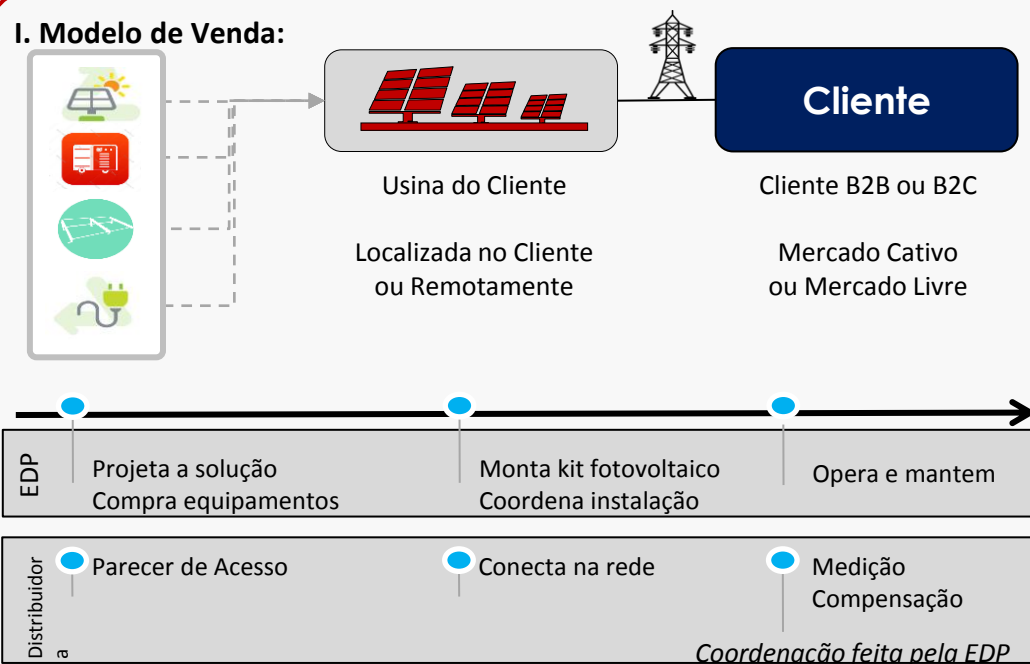 I. Modelo de Venda:
Cliente
Usina do Cliente
Localizada no Cliente
ou Remotamente
Cliente B2B ou B2C
Mercado Cativo
ou Mercado Livre
EDP
Projeta a solução
Compra equipamentos
Monta kit fotovoltaico
Coordena instalação
Opera e mantem
Distribuidor
a
Parecer de Acesso
Conecta na rede
Medição
Compensação
Coordenação feita pela EDP